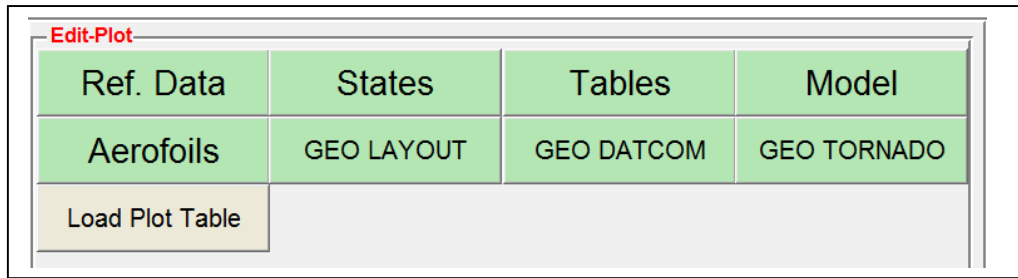 Edit-Plot
Ref. Data States Tables Model
Aerofoils GEO LAYOUT GEO DATCOM GEO TORNADO
Load Plot Table